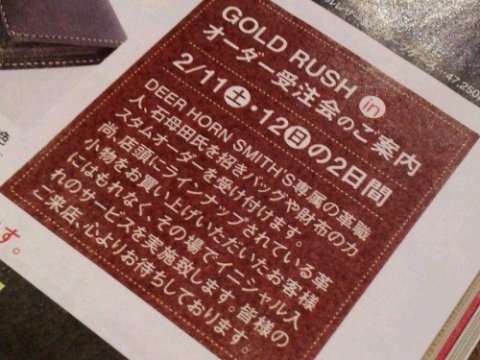 GOLD RUSH in
オーダー受注会のご案内
2/11土・12日の2日間
DEER HORN SMITH'S専属の革職
人、石母田氏を招きバッグや財布のカ
スタムオーダーを受け付けます。
尚、店頭にラインナップされている革
小物をお買い上げいただいたお客様
にはもれなく、その場でイニシャル入
れのサービスを実施致します。皆様の
ご来店、心よりお待ちしております。
47,250
色
す。